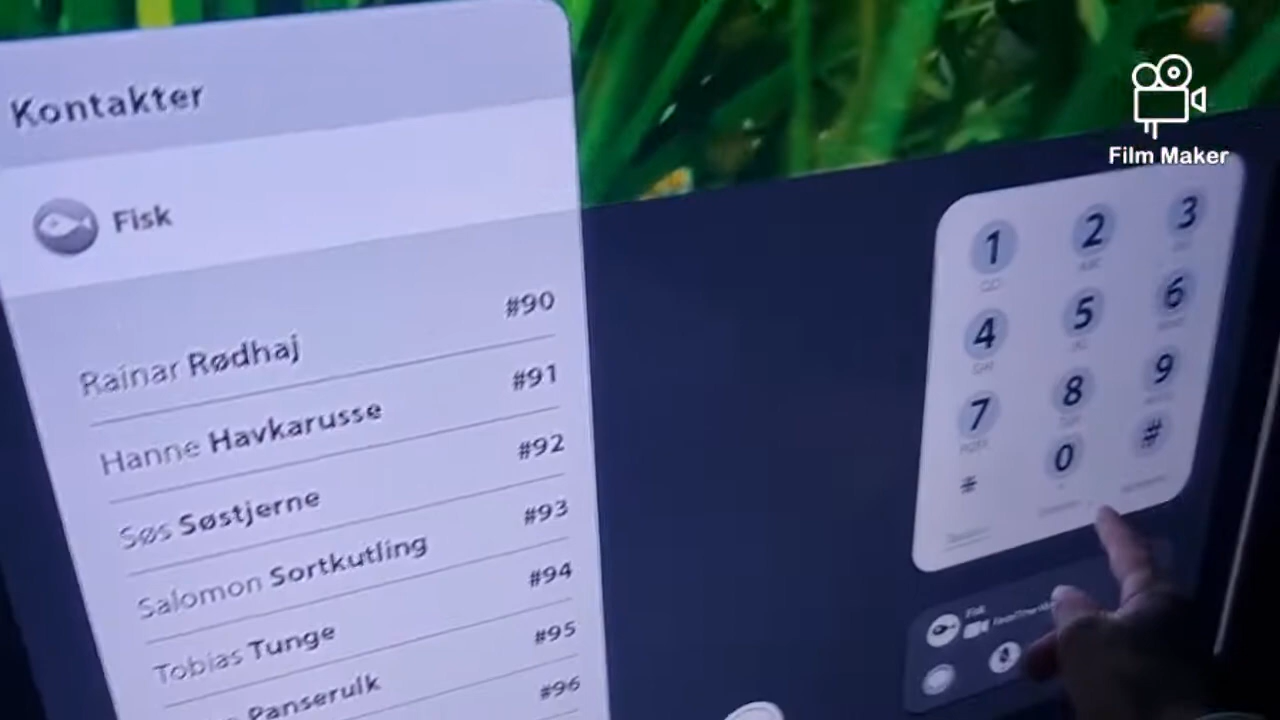 Kontakter
Film Maker
Fisk
#90
Rainar Rødhaj
#91
Hanne Havkarusse
#92
Søs Søstjerne
#93
Salomon Sortkutling
#94
Tobias Tunge
#95
Panserulk
#96
1 2 3
4 5 6
7 8 9
* 0 #
Fisk